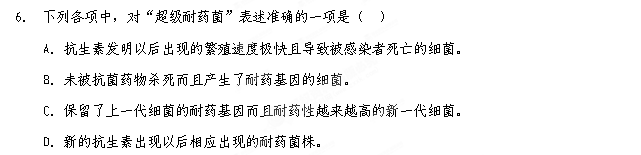 6. 下列各项中，对“超级耐药菌”表述准确的一项是（ ）
A. 抗生素发明以后出现的繁殖速度极快且导致被感染者死亡的细菌。
B. 未被抗菌药物杀死而且产生了耐药基因的细菌。
C. 保留了上一代细菌的耐药基因而且耐药性越来越高的新一代细菌。
D. 新的抗生素出现以后相应出现的耐药菌株。